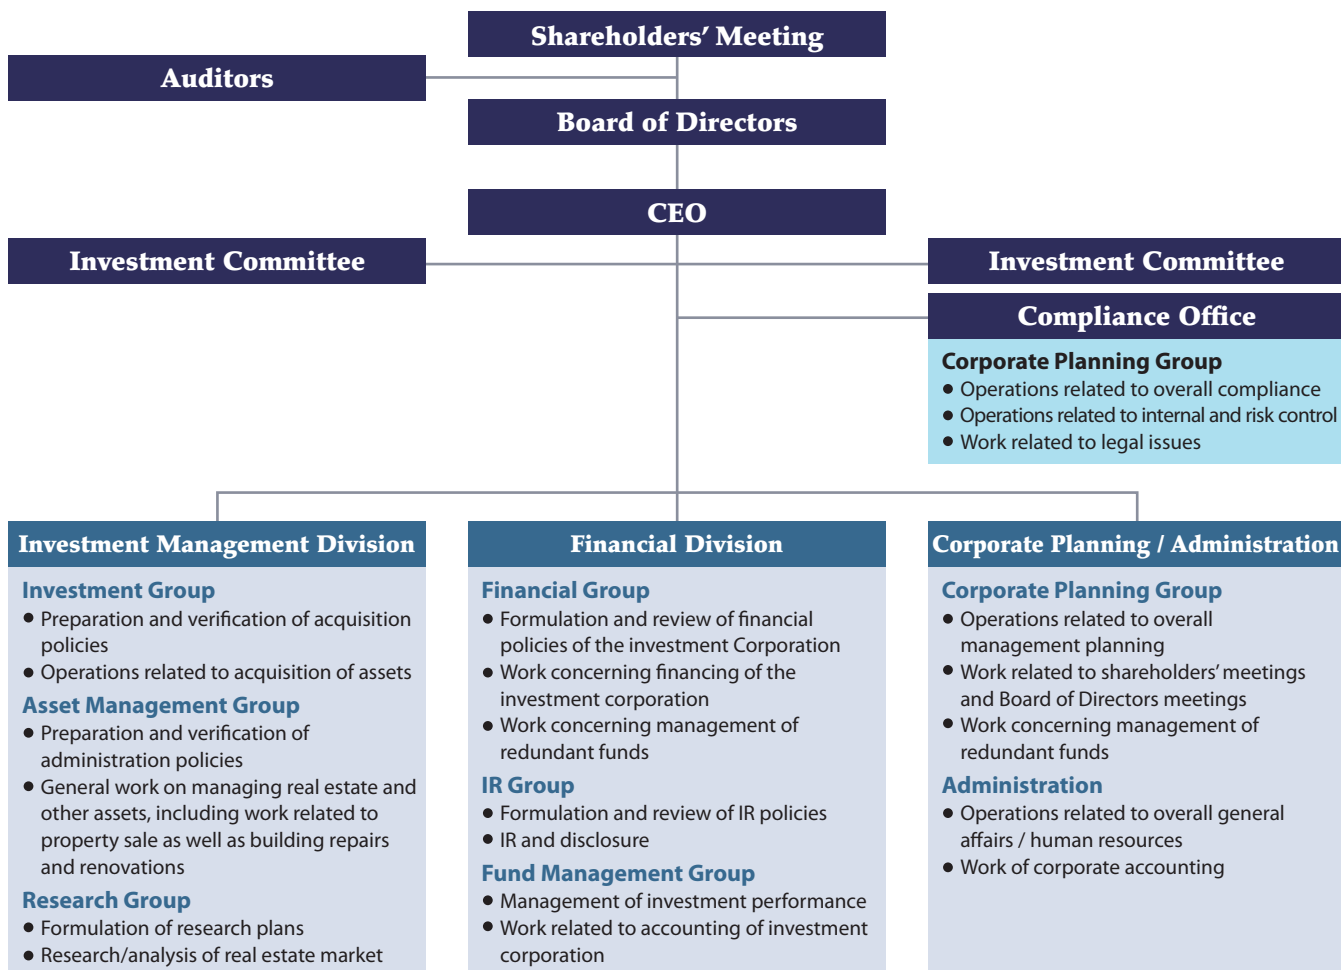 Shareholders’ Meeting
Auditors
Board of Directors
CEO
Investment Committee
Investment Committee
Compliance Office
Corporate Planning Group
● Operations related to overall compliance
● Operations related to internal and risk control
● Work related to legal issues
Investment Management Division
Investment Group
● Preparation and verification of acquisition
policies
● Operations related to acquisition of assets
Asset Management Group
● Preparation and verification of
administration policies
● General work on managing real estate and
other assets, including work related to
property sale as well as building repairs
and renovations
Research Group
● Formulation of research plans
● Research/analysis of real estate market
Financial Division
Financial Group
● Formulation and review of financial
policies of the investment Corporation
● Work concerning financing of the
investment corporation
● Work concerning management of
redundant funds
IR Group
● Formulation and review of IR policies
● IR and disclosure
Fund Management Group
● Management of investment performance
● Work related to accounting of investment
corporation
Corporate Planning / Administration
Corporate Planning Group
● Operations related to overall
management planning
● Work related to shareholders’ meetings
and Board of Directors meetings
● Work concerning management of
redundant funds
Administration
● Operations related to overall general
affairs / human resources
● Work of corporate accounting